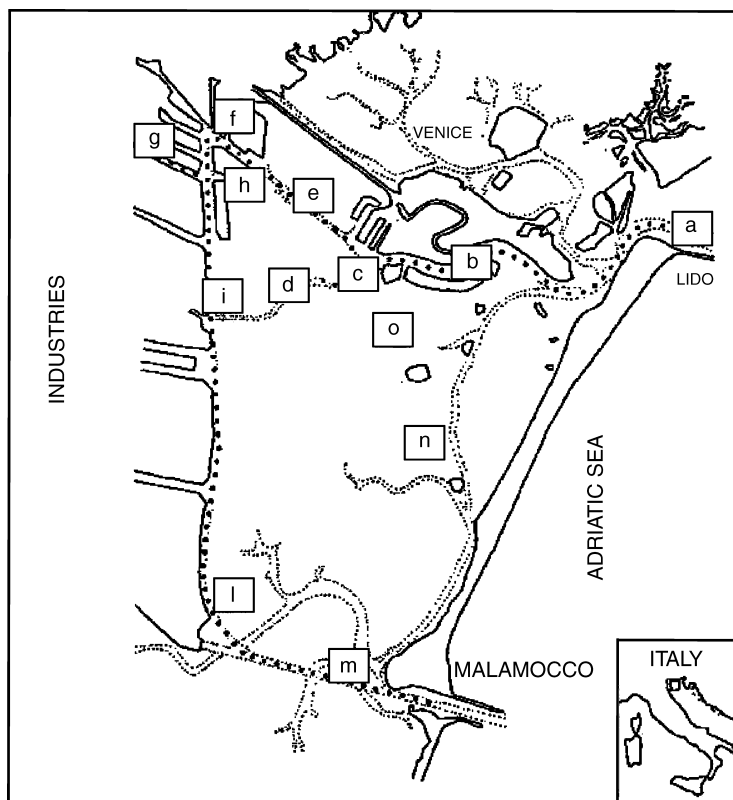 f
g
VENICE
h
e
a
b
c
d
LIDO
i
INDUSTRIES
o
n
ADRIATIC SEA
l
m
MALAMOCCO
ITALY